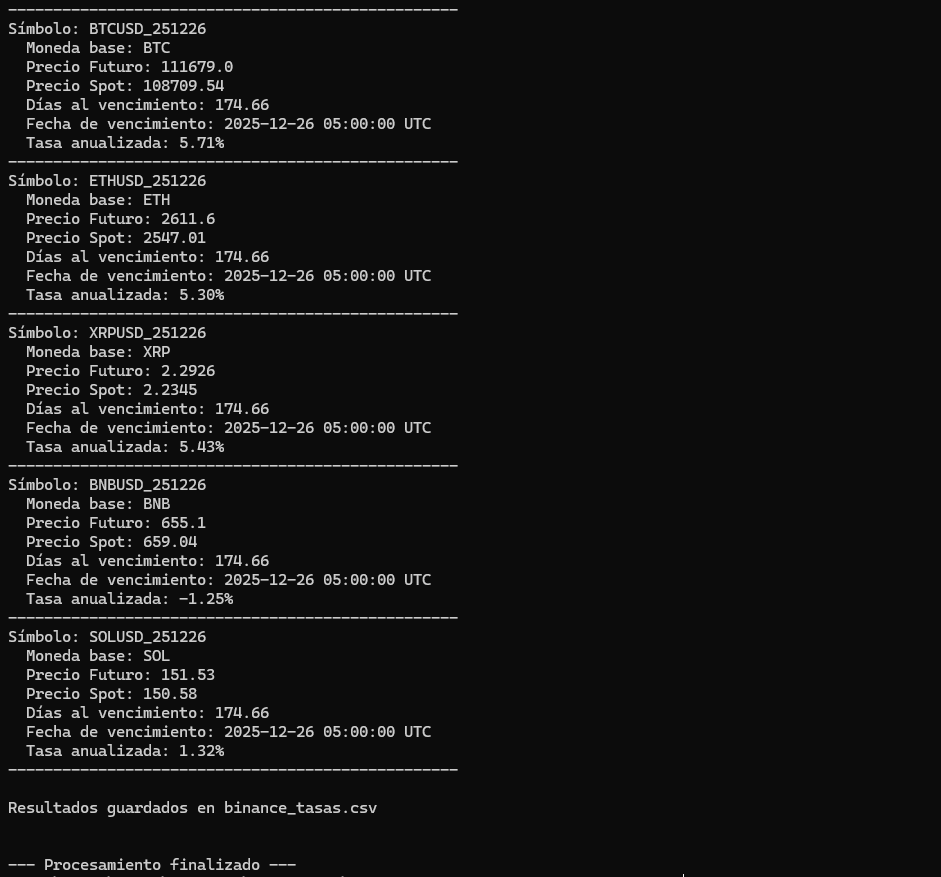 --------------------------------------------------
Símbolo: BTCUSD_251226
  Moneda base: BTC
  Precio Futuro: 111679.0
  Precio Spot: 108709.54
  Días al vencimiento: 174.66
  Fecha de vencimiento: 2025-12-26 05:00:00 UTC
  Tasa anualizada: 5.71%
--------------------------------------------------
Símbolo: ETHUSD_251226
  Moneda base: ETH
  Precio Futuro: 2611.6
  Precio Spot: 2547.01
  Días al vencimiento: 174.66
  Fecha de vencimiento: 2025-12-26 05:00:00 UTC
  Tasa anualizada: 5.30%
--------------------------------------------------
Símbolo: XRPUSD_251226
  Moneda base: XRP
  Precio Futuro: 2.2926
  Precio Spot: 2.2345
  Días al vencimiento: 174.66
  Fecha de vencimiento: 2025-12-26 05:00:00 UTC
  Tasa anualizada: 5.43%
--------------------------------------------------
Símbolo: BNBUSD_251226
  Moneda base: BNB
  Precio Futuro: 655.1
  Precio Spot: 659.04
  Días al vencimiento: 174.66
  Fecha de vencimiento: 2025-12-26 05:00:00 UTC
  Tasa anualizada: -1.25%
--------------------------------------------------
Símbolo: SOLUSD_251226
  Moneda base: SOL
  Precio Futuro: 151.53
  Precio Spot: 150.58
  Días al vencimiento: 174.66
  Fecha de vencimiento: 2025-12-26 05:00:00 UTC
  Tasa anualizada: 1.32%
--------------------------------------------------
Resultados guardados en binance_tasas.csv
--- Procesamiento finalizado ---